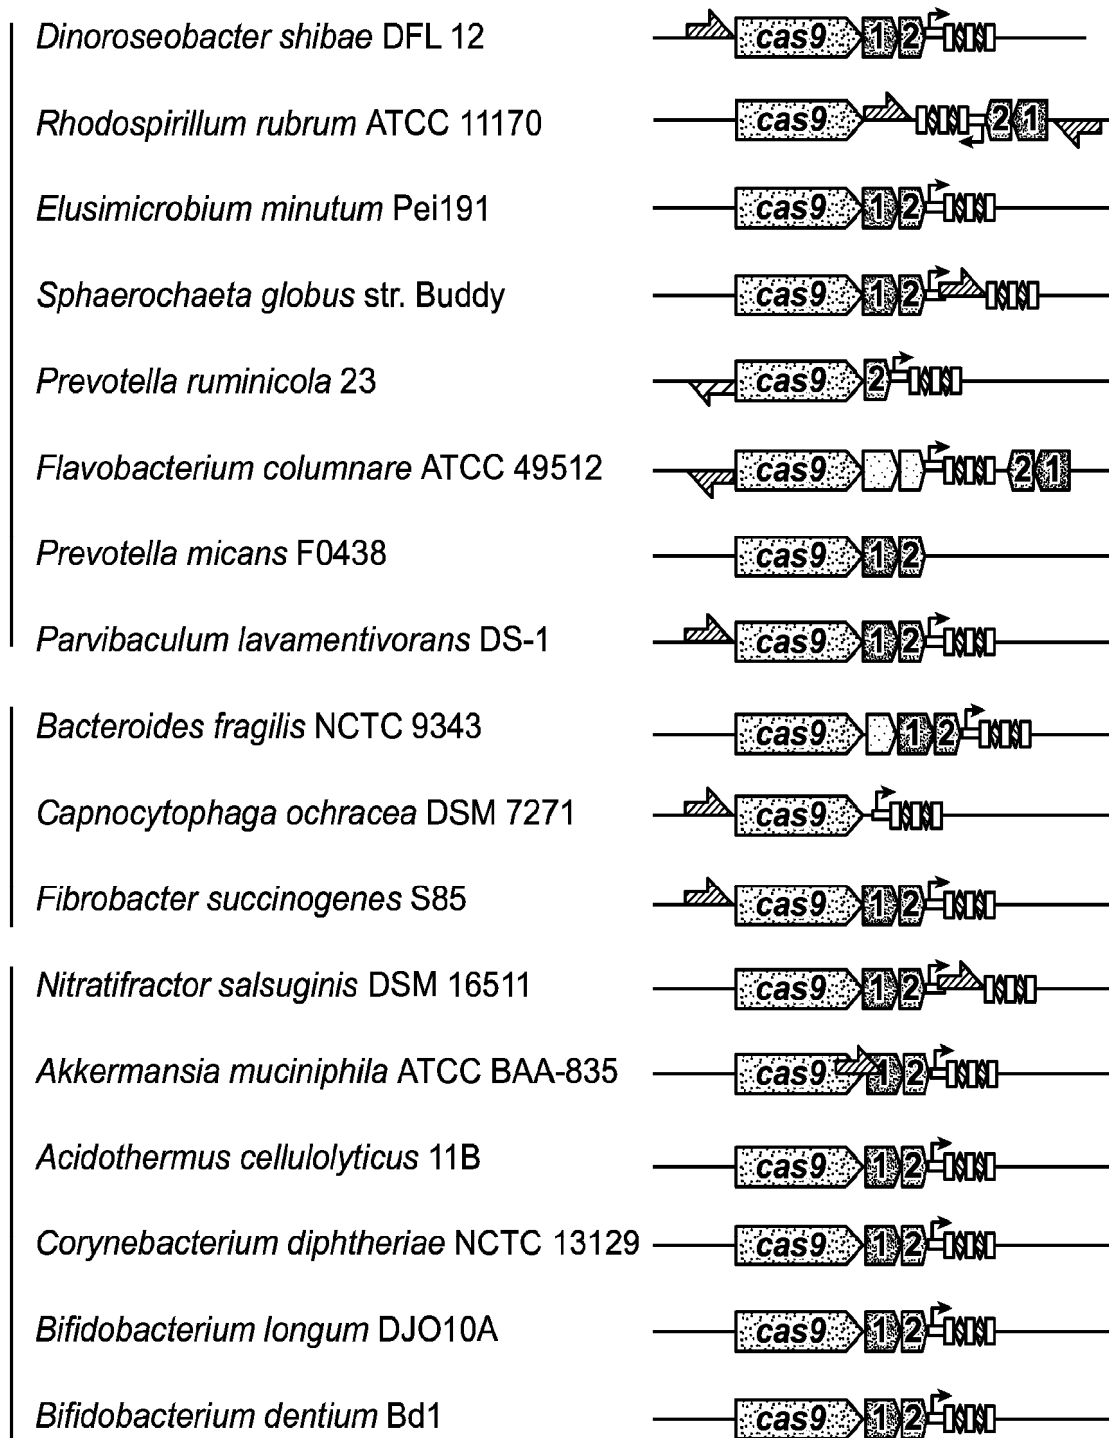 Dinoroseobacter shibae DFL 12 cas9 1 2
Rhodospirillum rubrum ATCC 11170 cas9 2 1
Elusimicrobium minutum Pei191 cas9 1 2
Sphaerochaeta globus str. Buddy cas9 1 2
Prevotella ruminicola 23 cas9 2
Flavobacterium columnare ATCC 49512 cas9 2 1
Prevotella micans F0438 cas9 1 2
Parvibaculum lavamentivorans DS-1 cas9 1 2
Bacteroides fragilis NCTC 9343 cas9 1 2
Capnocytophaga ochracea DSM 7271 cas9
Fibrobacter succinogenes S85 cas9 1 2
Nitratifractor salsuginis DSM 16511 cas9 1 2
Akkermansia muciniphila ATCC BAA-835 cas9 1 2
Acidothermus cellulolyticus 11B cas9 1 2
Corynebacterium diphtheriae NCTC 13129 cas9 1 2
Bifidobacterium longum DJO10A cas9 1 2
Bifidobacterium dentium Bd1 cas9 1 2